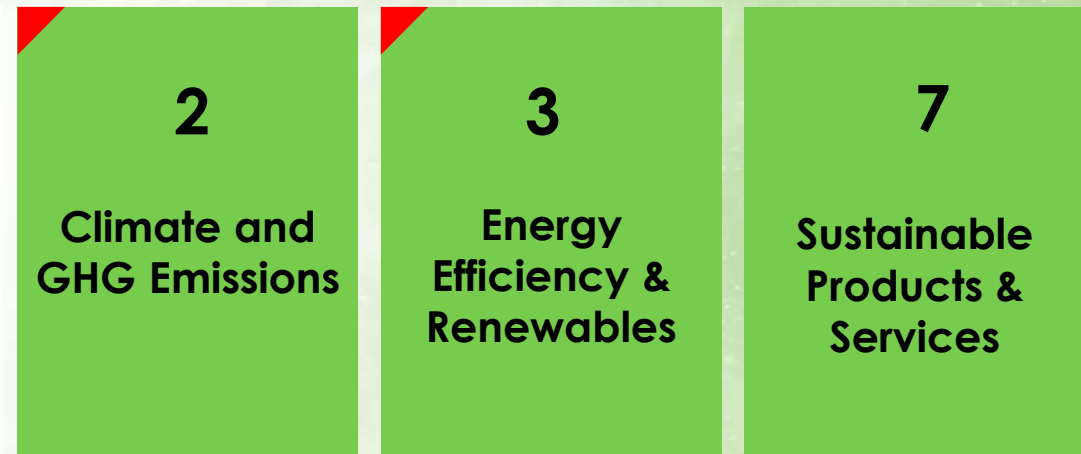 2
Climate and
GHG Emissions
3
Energy
Efficiency &
Renewables
7
Sustainable
Products &
Services